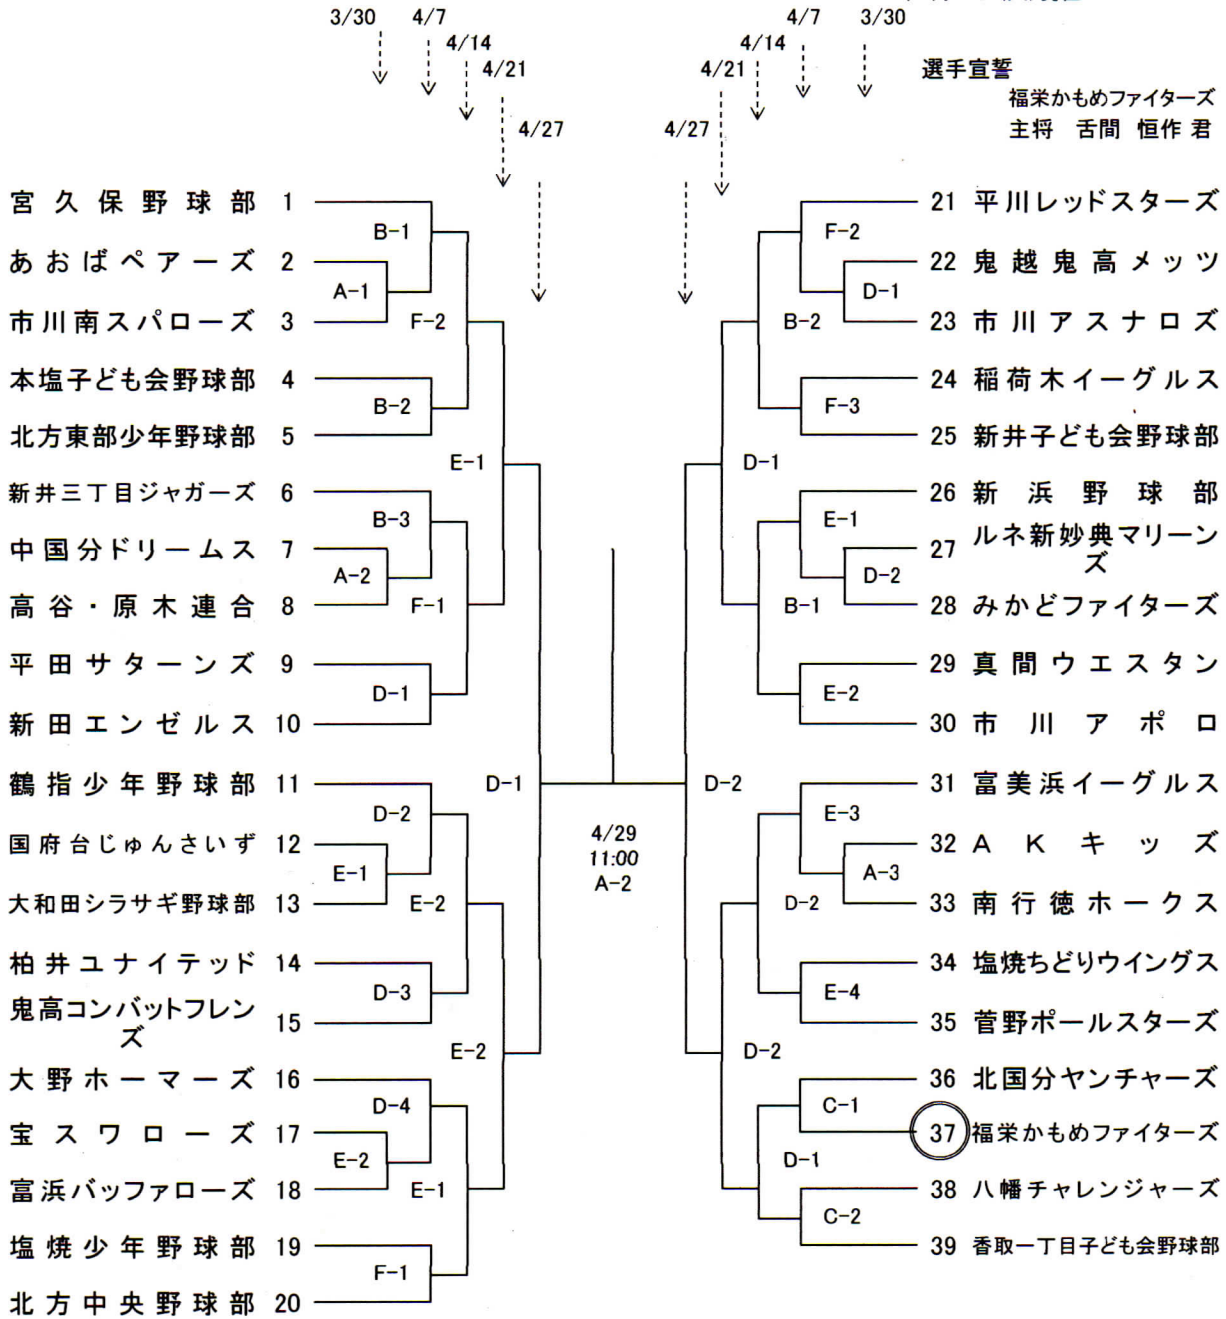 3/30 4/7 4/14 4/21 4/27
4/27 4/21 4/14 4/7 3/30
選手宣誓
福栄かもめファイターズ
主将 舌間 恒作 君
宮久保野球部 1
あおばペアーズ 2
市川南スパローズ 3
本塩子ども会野球部 4
北方東部少年野球部 5
新井三丁目ジャガーズ 6
中国分ドリームス 7
高谷・原木連合 8
平田サターンズ 9
新田エンゼルス 10
鶴指少年野球部 11
国府台じゅんさいず 12
大和田シラサギ野球部 13
柏井ユナイテッド 14
鬼高コンバットフレン
ズ 15
大野ホーマーズ 16
宝スワローズ 17
富浜バッファローズ 18
塩焼少年野球部 19
北方中央野球部 20
B-1
A-1
F-2
B-2
E-1
B-3
A-2
F-1
D-1
D-1
D-2
E-1
E-2
D-3
E-2
D-4
E-2
E-1
F-1
4/29
11:00
A-2
F-2
D-1
B-2
F-3
D-1
E-1
D-2
B-1
E-2
D-2
E-3
A-3
D-2
E-4
D-2
C-1
D-1
C-2
21 平川レッドスターズ
22 鬼越鬼高メッツ
23 市川アスナロズ
24 稲荷木イーグルス
25 新井子ども会野球部
26 新浜野球部
27 ルネ新妙典マリーン
ズ
28 みかどファイターズ
29 真間ウエスタン
30 市川アポロ
31 富美浜イーグルス
32 AKキッズ
33 南行徳ホークス
34 塩焼ちどりウイングス
35 菅野ポールスターズ
36 北国分ヤンチャーズ
37 福栄かもめファイターズ
38 八幡チャレンジャーズ
39 香取一丁目子ども会野球部